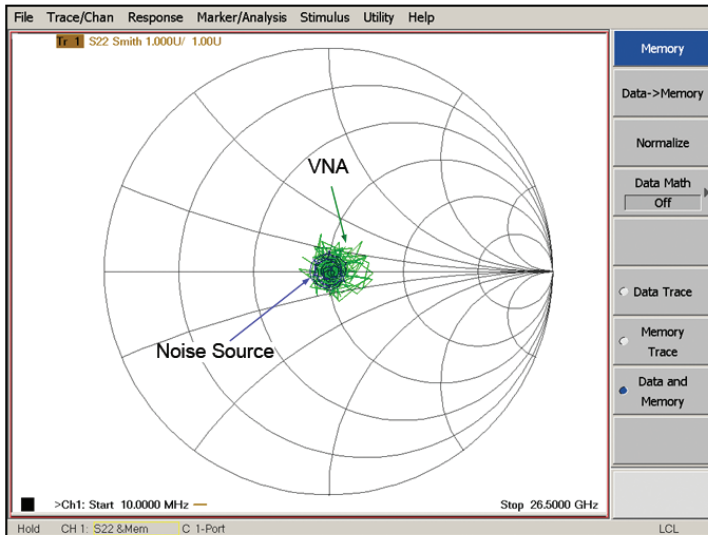 File Trace/Chan Response Marker/Analysis Stimulus Utility Help
Tr 1 S22 Smith 1.000U/ 1.00U
Memory
Data->Memory
Normalize
Data Math
Off
VNA
Noise Source
Data Trace
Memory
Trace
Data and
Memory
>Ch1: Start 10.0000 MHz
Stop 26.5000 GHz
Hold CH 1: S22 &Mem C 1-Port LCL